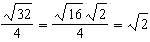 √32/4 = √16 √2/4 = √2